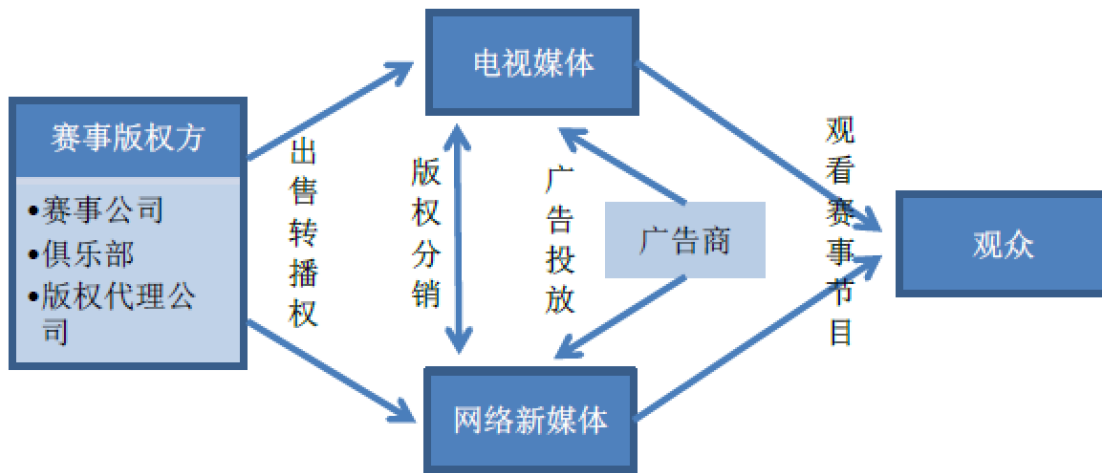 电视媒体
赛事版权方
•赛事公司
•俱乐部
•版权代理公
司
出售转播权
版权分销
广告投放
广告商
观看赛事节目
观众
网络新媒体